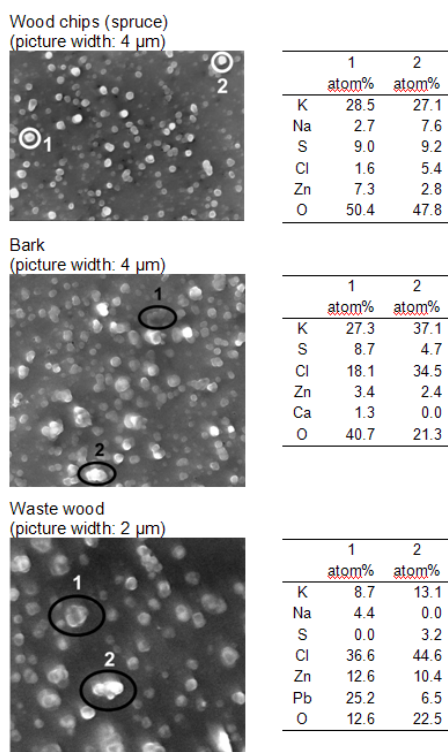 Wood chips (spruce)
(picture width: 4 µm)
1
2
1 2
atom% atom%
K 28.5 27.1
Na 2.7 7.6
S 9.0 9.2
Cl 1.6 5.4
Zn 7.3 2.8
O 50.4 47.8
Bark
(picture width: 4 µm)
1
2
1 2
atom% atom%
K 27.3 37.1
S 8.7 4.7
Cl 18.1 34.5
Zn 3.4 2.4
Ca 1.3 0.0
O 40.7 21.3
Waste wood
(picture width: 2 µm)
1
2
1 2
atom% atom%
K 8.7 13.1
Na 4.4 0.0
S 0.0 3.2
Cl 36.6 44.6
Zn 12.6 10.4
Pb 25.2 6.5
O 12.6 22.5